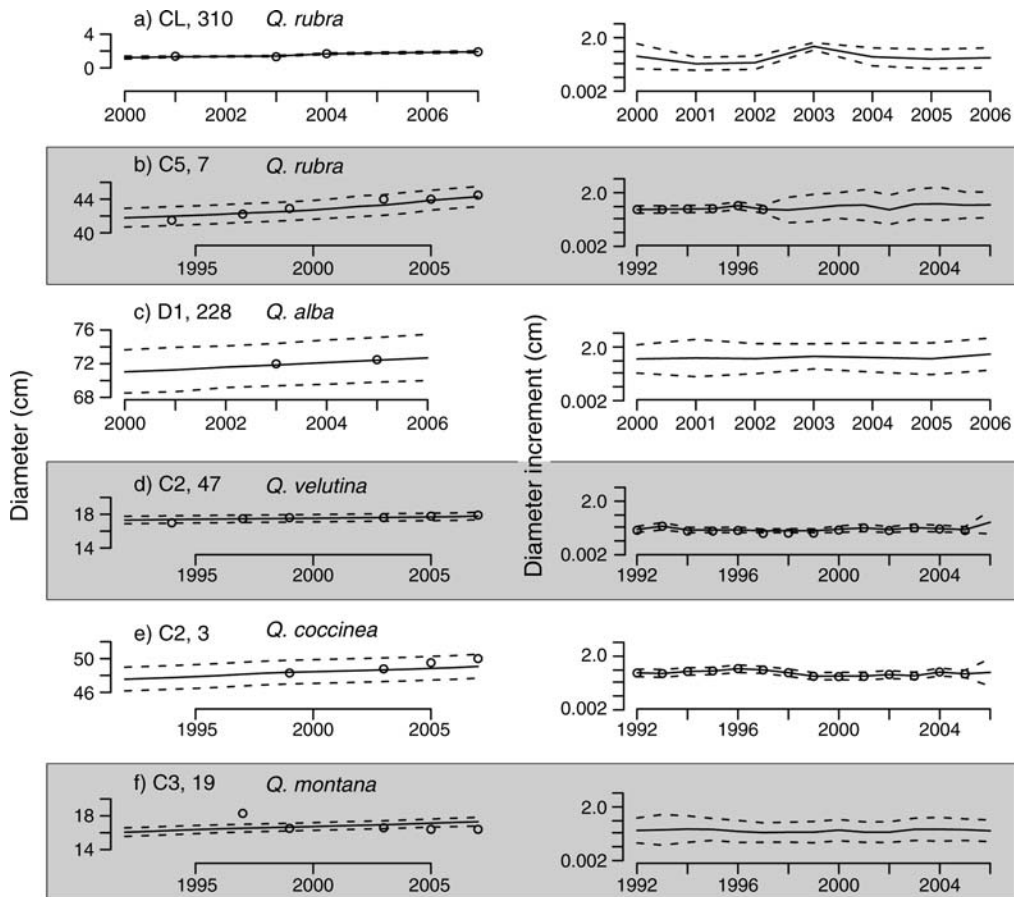 a) CL, 310 Q. rubra
4
0
2000 2002 2004 2006
2.0
0.002
2000 2001 2002 2003 2004 2005 2006
b) C5, 7 Q. rubra
44
40
1995 2000 2005
2.0
0.002
1992 1996 2000 2004
c) D1, 228 Q. alba
76
72
68
2000 2002 2004 2006
2.0
0.002
2000 2001 2002 2003 2004 2005 2006
Diameter (cm)
Diameter increment (cm)
d) C2, 47 Q. velutina
18
14
1995 2000 2005
2.0
0.002
1992 1996 2000 2004
e) C2, 3 Q. coccinea
50
46
1995 2000 2005
2.0
0.002
1992 1996 2000 2004
f) C3, 19 Q. montana
18
14
1995 2000 2005
2.0
0.002
1992 1996 2000 2004